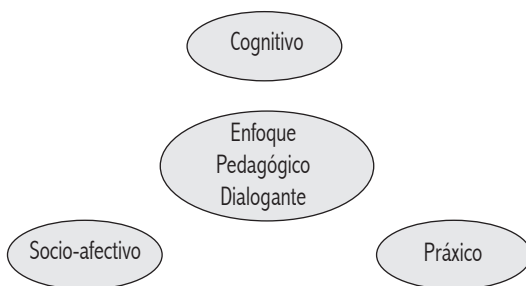 Cognitivo
Enfoque
Pedagógico
Dialogante
Socio-afectivo
Práxico